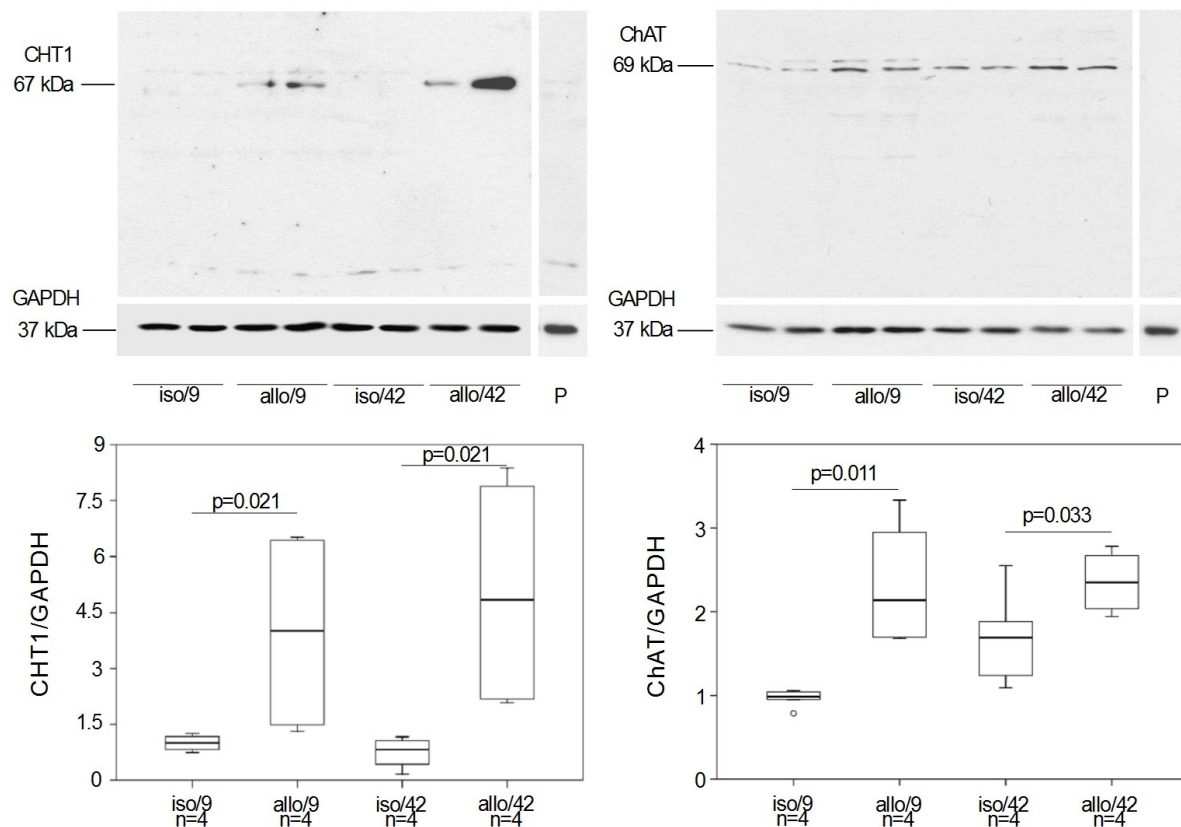 CHT1
67 kDa
GAPDH
37 kDa
iso/9 allo/9 iso/42 allo/42 P
ChAT
69 kDa
GAPDH
37 kDa
iso/9 allo/9 iso/42 allo/42 P
CHT1/GAPDH
9
7.5
6
4.5
3
1.5
0
p=0.021
p=0.021
iso/9 allo/9 iso/42 allo/42
n=4 n=4 n=4 n=4
ChAT/GAPDH
4
3
2
1
0
p=0.011
p=0.033
iso/9 allo/9 iso/42 allo/42
n=4 n=4 n=4 n=4